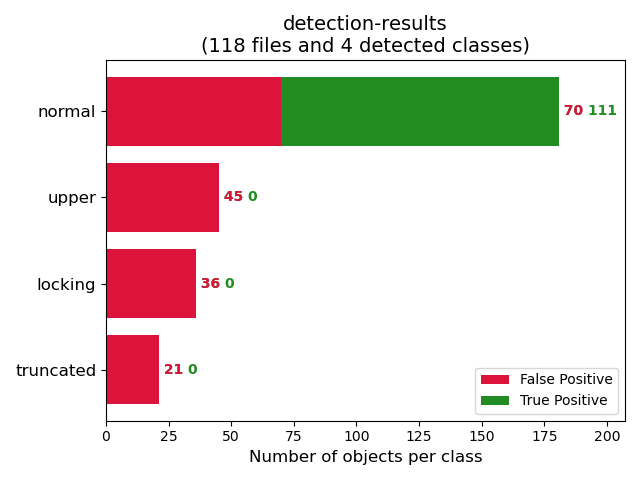 detection-results
(118 files and 4 detected classes)
normal
70 111
upper
45 0
locking
36 0
truncated
21 0
False Positive
True Positive
0 25 50 75 100 125 150 175 200
Number of objects per class